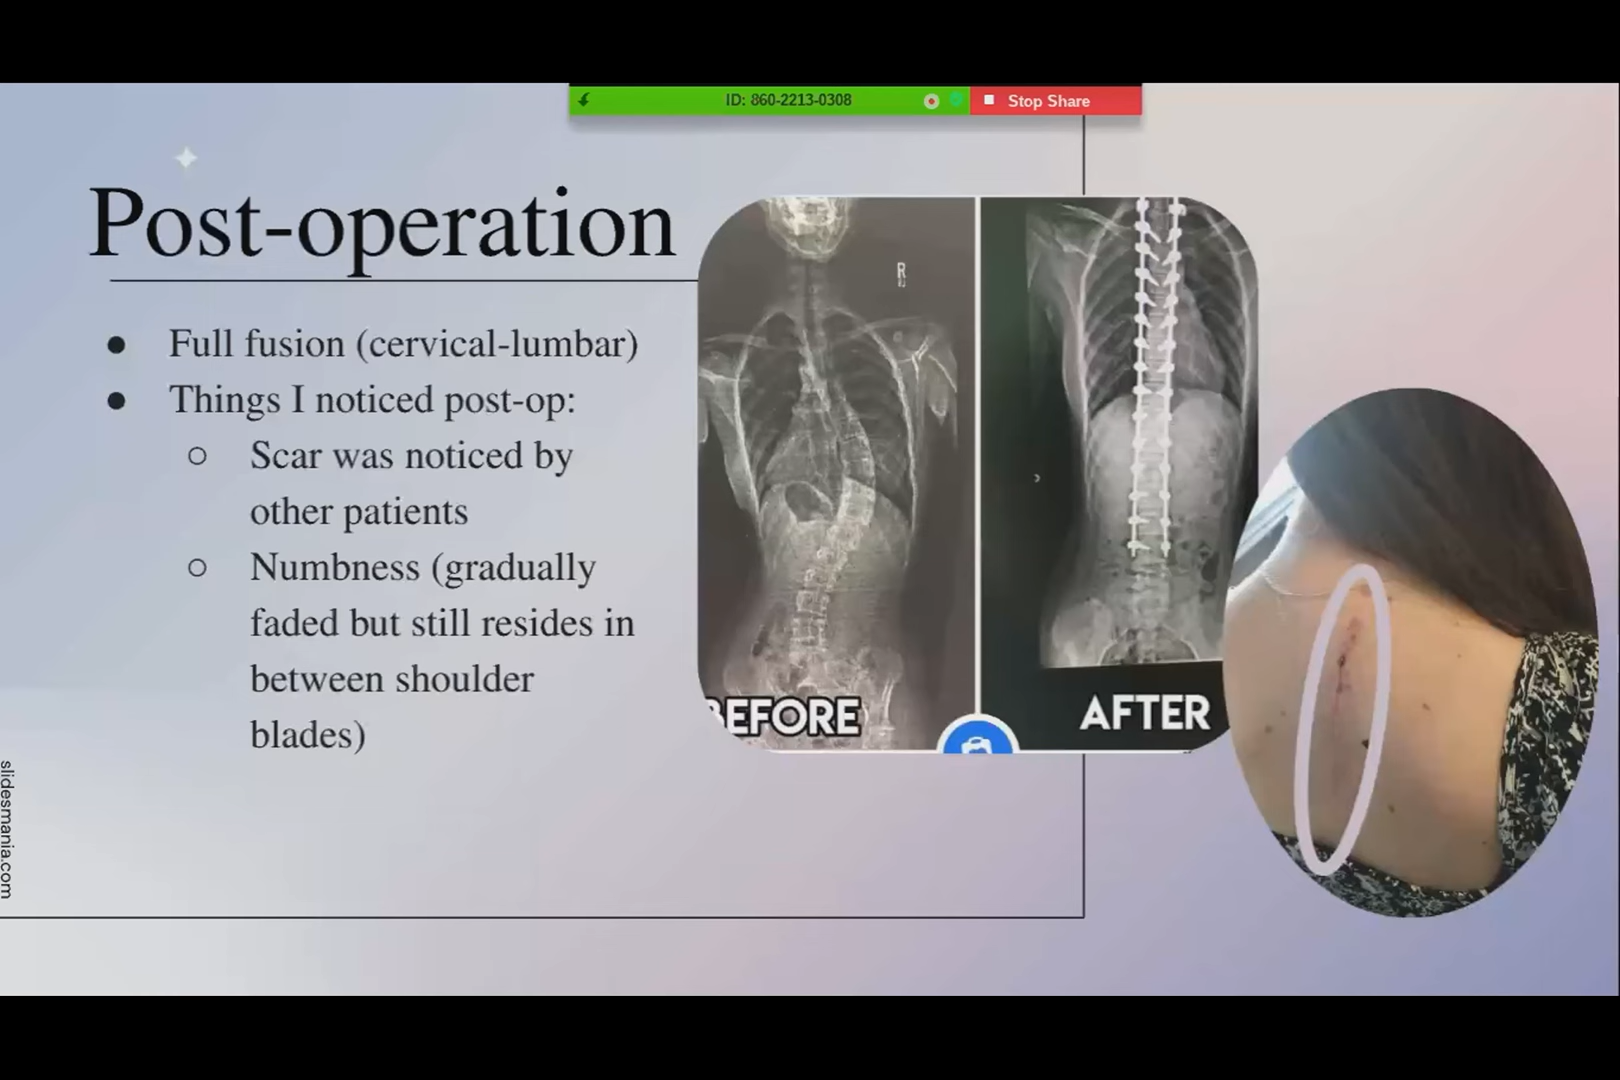 ID: 860-2213-0308
Stop Share
Post-operation
● Full fusion (cervical-lumbar)
● Things I noticed post-op:
○ Scar was noticed by
other patients
○ Numbness (gradually
faded but still resides in
between shoulder
blades)
R
BEFORE
AFTER
slidesmania.com